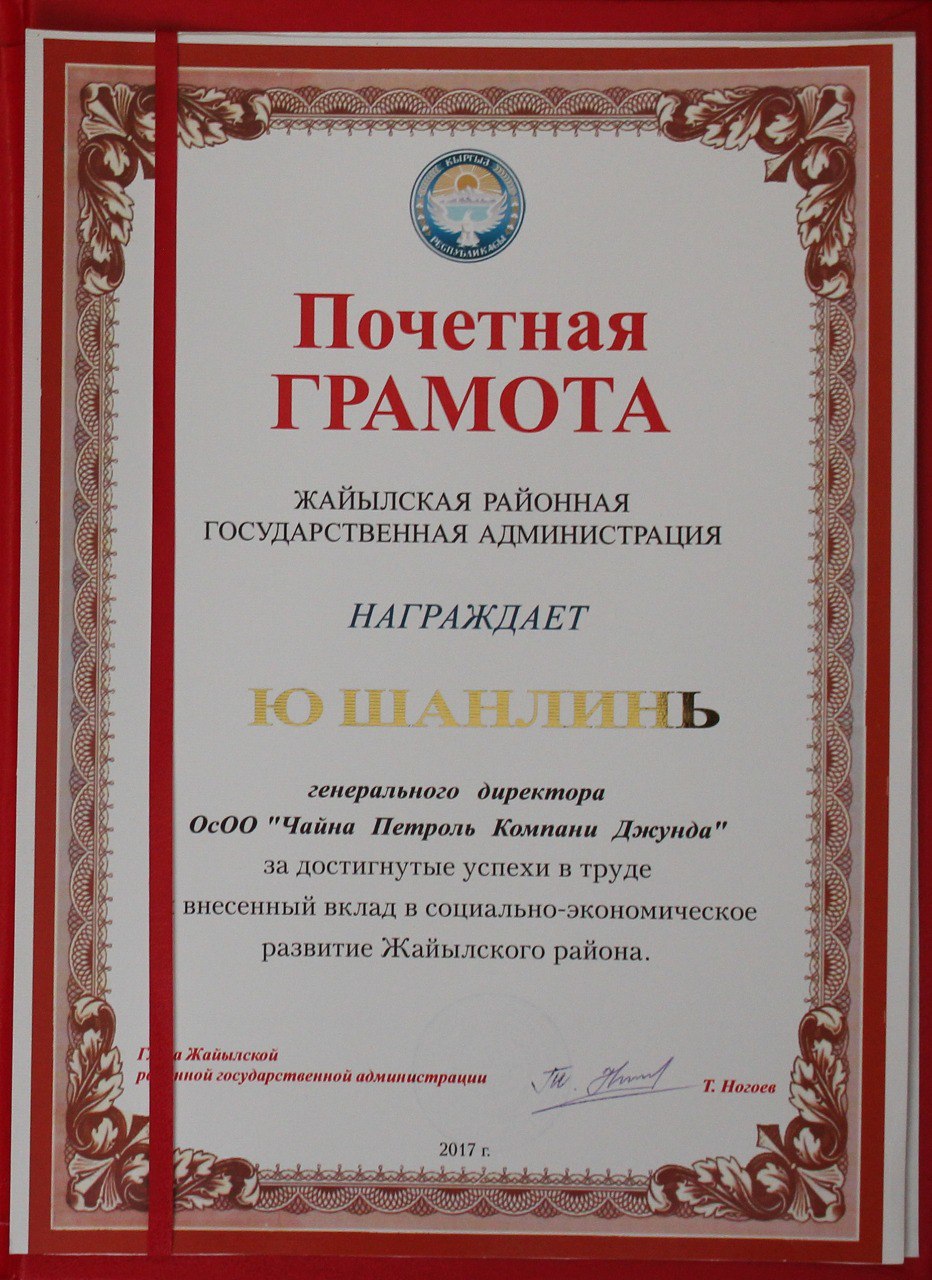 КЫРГЫЗ
РЕСПУБЛИКАСЫ
Почетная
ГРАМОТА
ЖАЙЫЛСКАЯ РАЙОННАЯ
ГОСУДАРСТВЕННАЯ АДМИНИСТРАЦИЯ
НАГРАЖДАЕТ
Ю ШАНЛИНЬ
генерального директора
ОсОО "Чайна Петроль Компани Джунда"
за достигнутые успехи в труде
внесенный вклад в социально-экономическое
развитие Жайылского района.
Жайылской
государственной администрации
Т. Ногоев
2017 г.